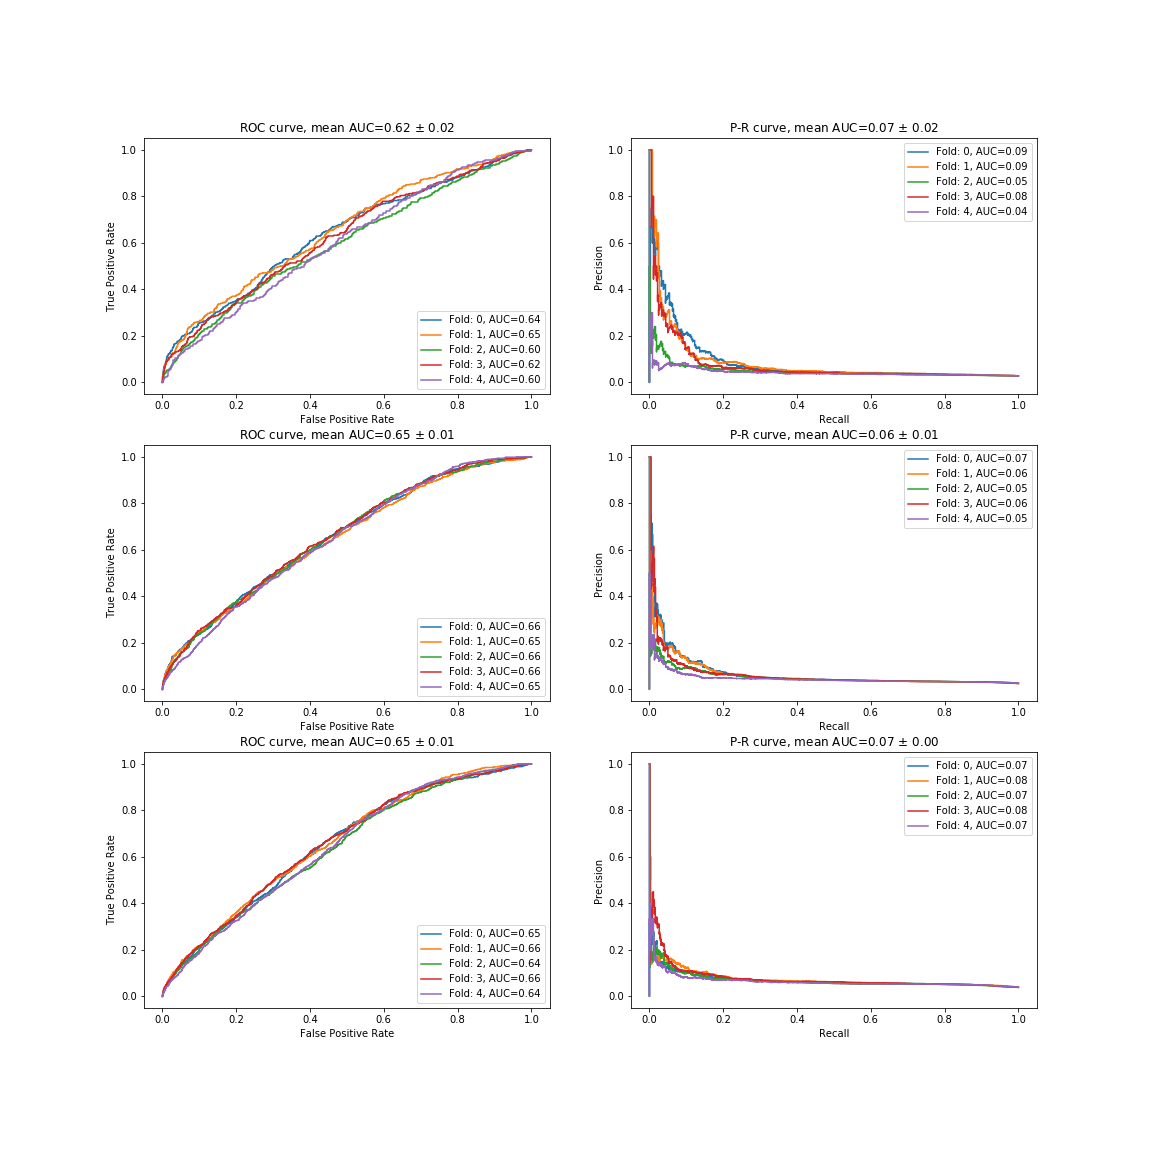 ROC curve, mean AUC=0.62 ± 0.02
True Positive Rate
1.0
0.8
0.6
0.4
0.2
0.0
Fold: 0, AUC=0.64
Fold: 1, AUC=0.65
Fold: 2, AUC=0.60
Fold: 3, AUC=0.62
Fold: 4, AUC=0.60
0.0 0.2 0.4 0.6 0.8 1.0
False Positive Rate
P-R curve, mean AUC=0.07 ± 0.02
Precision
1.0
0.8
0.6
0.4
0.2
0.0
Fold: 0, AUC=0.09
Fold: 1, AUC=0.09
Fold: 2, AUC=0.05
Fold: 3, AUC=0.08
Fold: 4, AUC=0.04
0.0 0.2 0.4 0.6 0.8 1.0
Recall
ROC curve, mean AUC=0.65 ± 0.01
True Positive Rate
1.0
0.8
0.6
0.4
0.2
0.0
Fold: 0, AUC=0.66
Fold: 1, AUC=0.65
Fold: 2, AUC=0.66
Fold: 3, AUC=0.66
Fold: 4, AUC=0.65
0.0 0.2 0.4 0.6 0.8 1.0
False Positive Rate
P-R curve, mean AUC=0.06 ± 0.01
Precision
1.0
0.8
0.6
0.4
0.2
0.0
Fold: 0, AUC=0.07
Fold: 1, AUC=0.06
Fold: 2, AUC=0.05
Fold: 3, AUC=0.06
Fold: 4, AUC=0.05
0.0 0.2 0.4 0.6 0.8 1.0
Recall
ROC curve, mean AUC=0.65 ± 0.01
True Positive Rate
1.0
0.8
0.6
0.4
0.2
0.0
Fold: 0, AUC=0.65
Fold: 1, AUC=0.66
Fold: 2, AUC=0.64
Fold: 3, AUC=0.66
Fold: 4, AUC=0.64
0.0 0.2 0.4 0.6 0.8 1.0
False Positive Rate
P-R curve, mean AUC=0.07 ± 0.00
Precision
1.0
0.8
0.6
0.4
0.2
0.0
Fold: 0, AUC=0.07
Fold: 1, AUC=0.08
Fold: 2, AUC=0.07
Fold: 3, AUC=0.08
Fold: 4, AUC=0.07
0.0 0.2 0.4 0.6 0.8 1.0
Recall